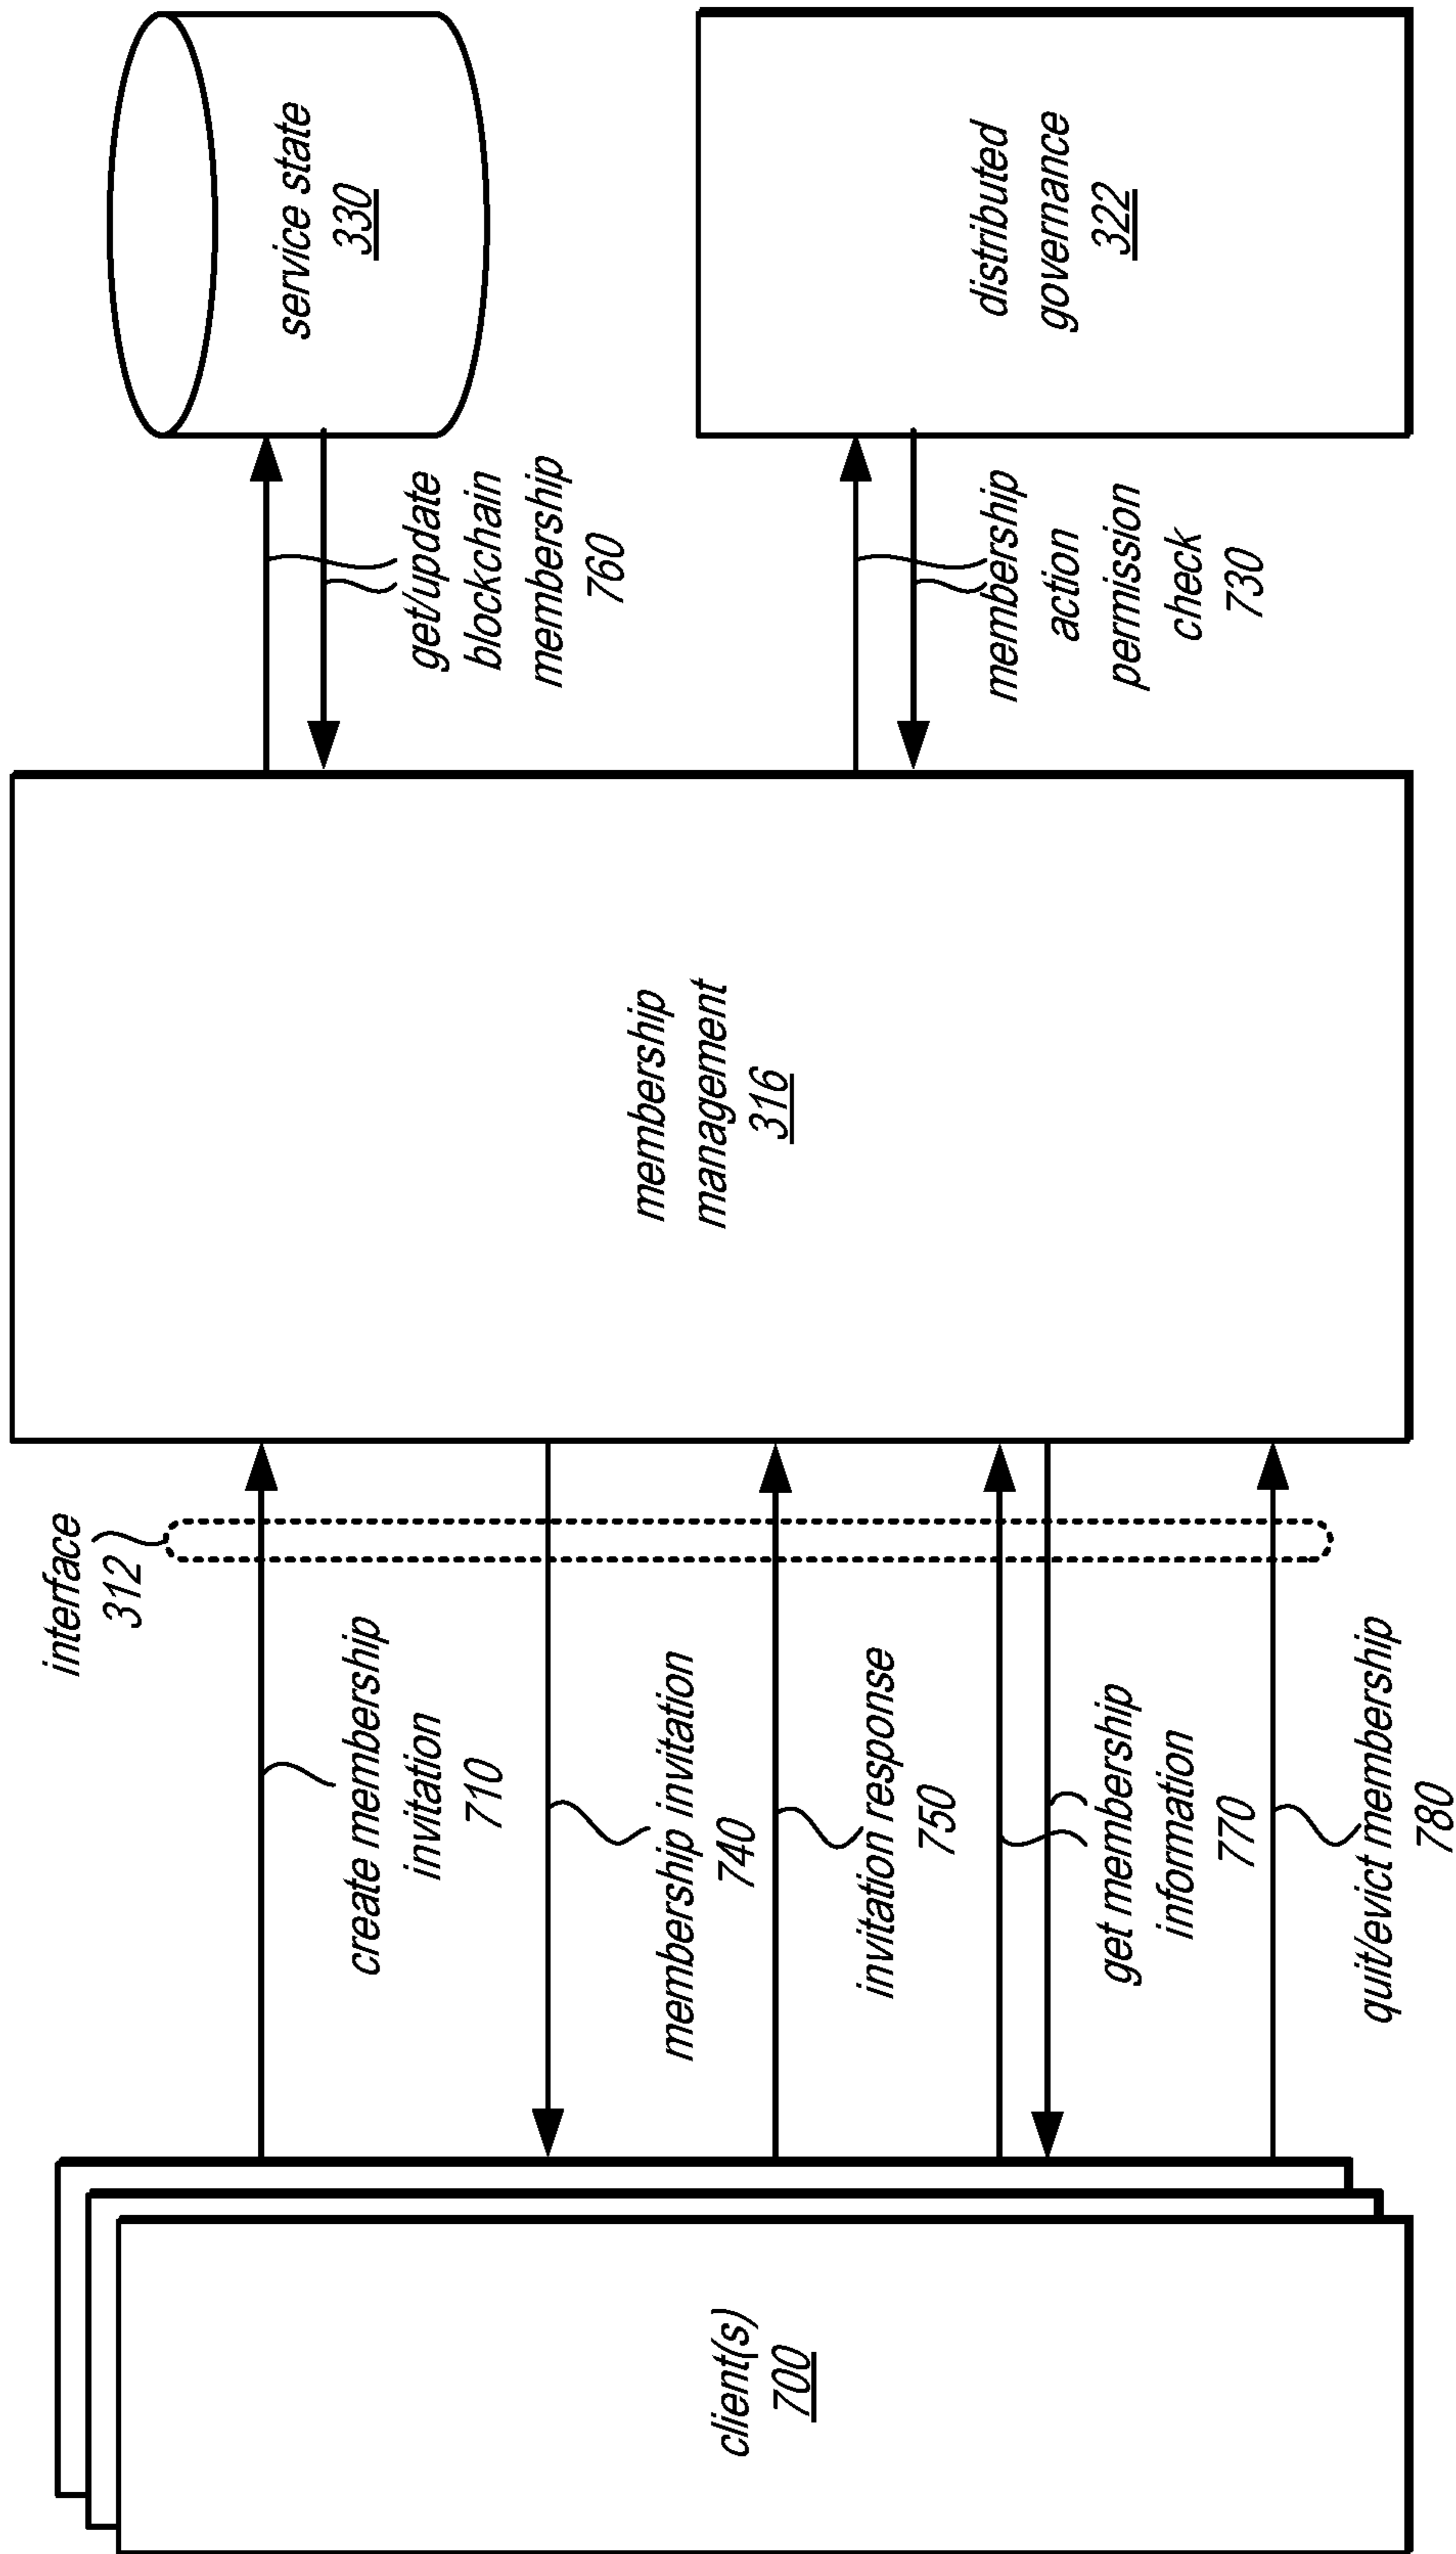 client(s)
700
interface
312
create membership
invitation
710
membership invitation
740
invitation response
750
get membership
information
770
quit/evict membership
780
membership
management
316
get/update
blockchain
membership
760
membership
action
permission
check
730
service state
330
distributed
governance
322